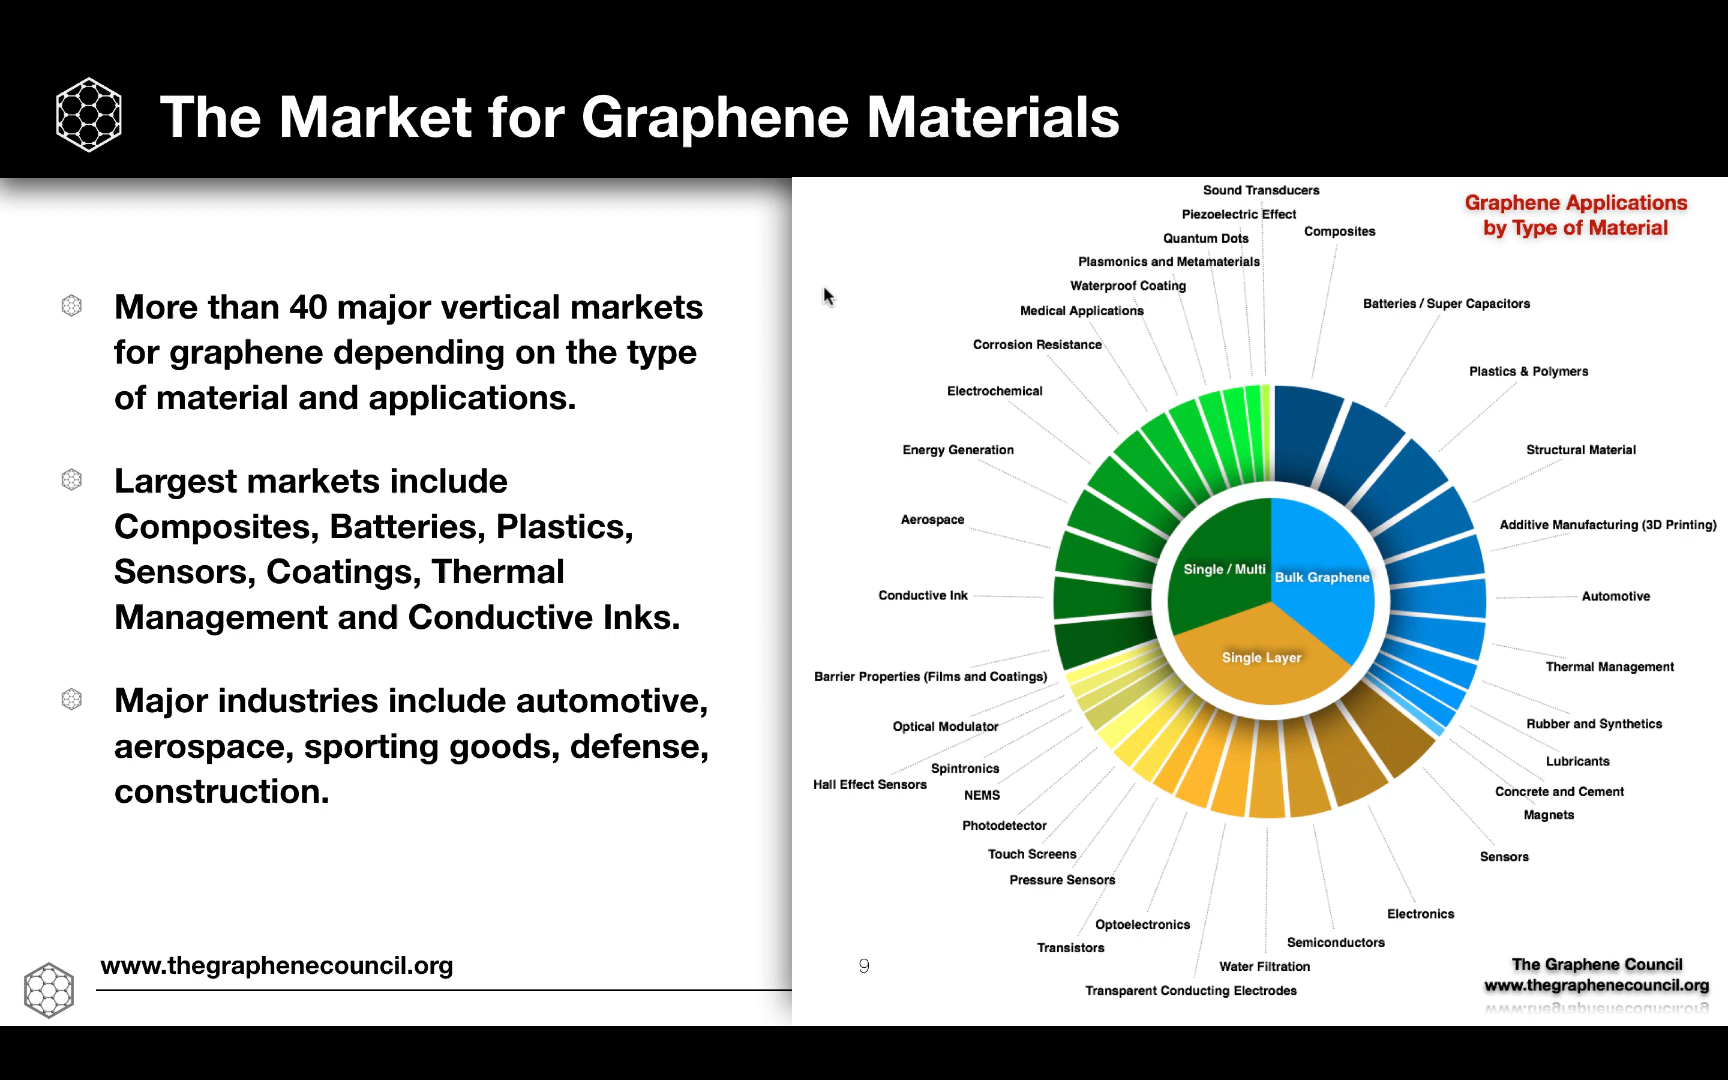 The Market for Graphene Materials
More than 40 major vertical markets
for graphene depending on the type
of material and applications.
Largest markets include
Composites, Batteries, Plastics,
Sensors, Coatings, Thermal
Management and Conductive Inks.
Major industries include automotive,
aerospace, sporting goods, defense,
construction.
www.thegraphenecouncil.org
Graphene Applications
by Type of Material
Sound Transducers
Piezoelectric Effect
Composites
Quantum Dots
Plasmonics and Metamaterials
Waterproof Coating
Batteries / Super Capacitors
Medical Applications
Corrosion Resistance
Plastics & Polymers
Electrochemical
Energy Generation
Structural Material
Aerospace
Additive Manufacturing (3D Printing)
Single / Multi
Bulk Graphene
Conductive Ink
Automotive
Single Layer
Thermal Management
Barrier Properties (Films and Coatings)
Rubber and Synthetics
Optical Modulator
Lubricants
Spintronics
Hall Effect Sensors
Concrete and Cement
NEMS
Magnets
Photodetector
Touch Screens
Sensors
Pressure Sensors
Electronics
Optoelectronics
Semiconductors
Transistors
Water Filtration
Transparent Conducting Electrodes
9
The Graphene Council
www.thegraphenecouncil.org